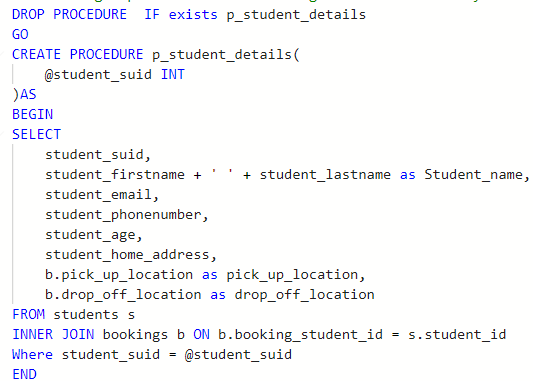 DROP PROCEDURE  IF exists p_student_details
GO
CREATE PROCEDURE p_student_details(
    @student_suid INT
)AS
BEGIN
SELECT
    student_suid,
    student_firstname + ' ' + student_lastname as Student_name,
    student_email,
    student_phonenumber,
    student_age,
    student_home_address,
    b.pick_up_location as pick_up_location,
    b.drop_off_location as drop_off_location
FROM students s
INNER JOIN bookings b ON b.booking_student_id = s.student_id
Where student_suid = @student_suid
END